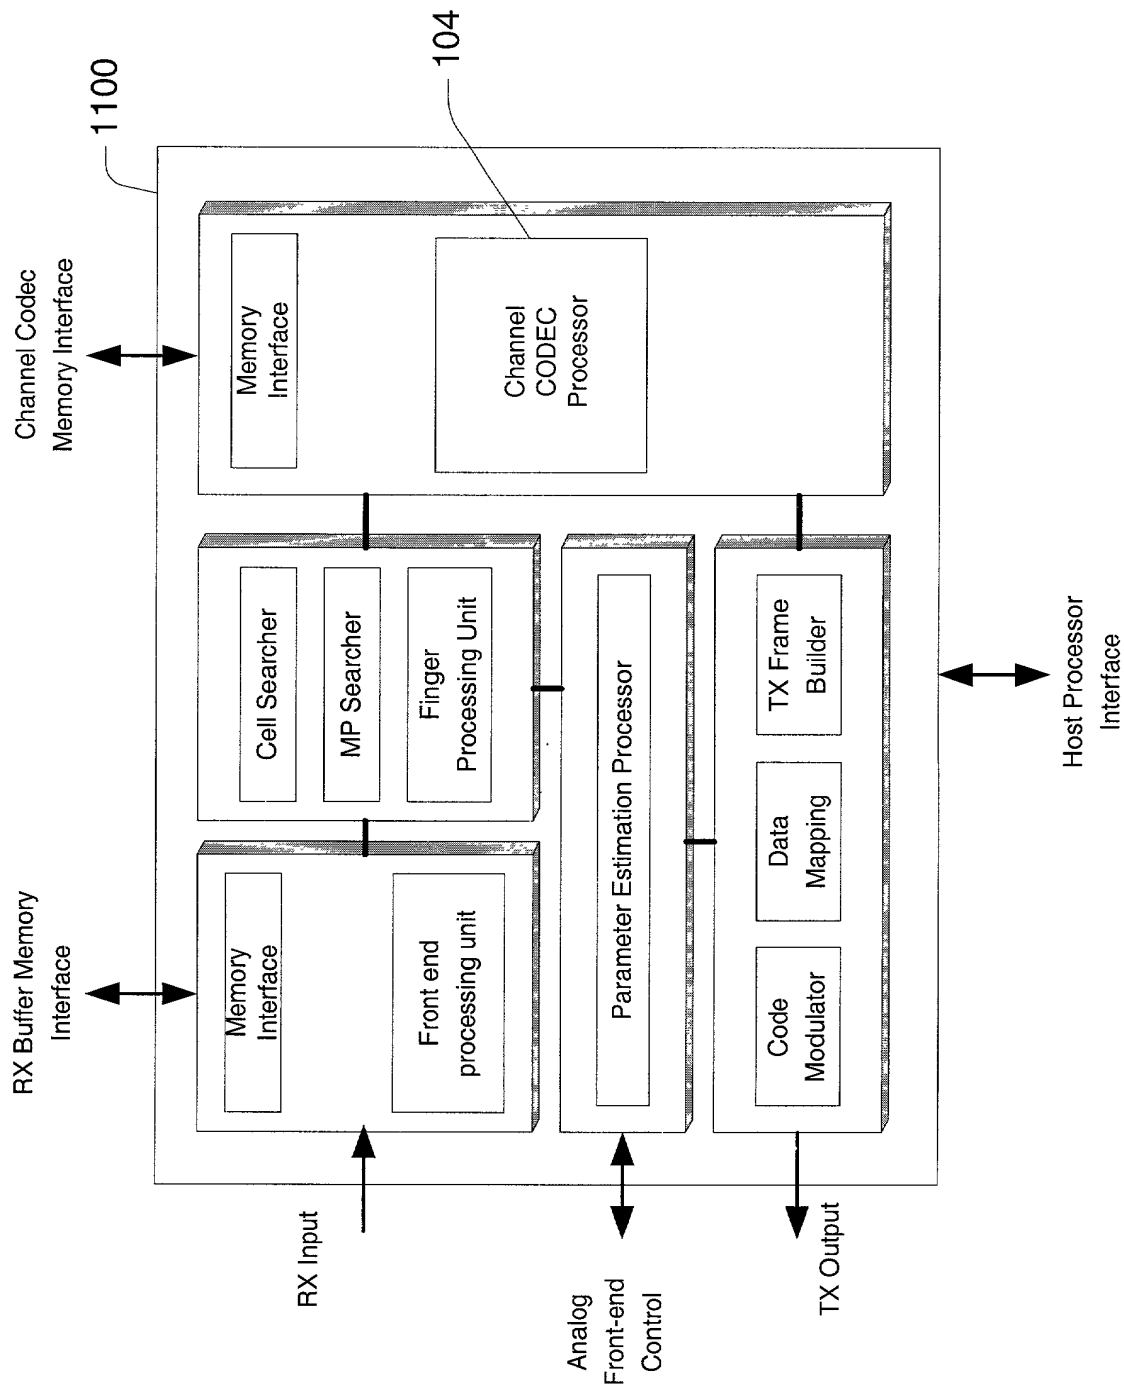 1100
104
Channel Codec
Memory Interface
RX Buffer Memory
Interface
Memory
Interface
Channel
CODEC
Processor
Cell Searcher
MP Searcher
Finger
Processing Unit
Memory
Interface
Front end
processing unit
Parameter Estimation Processor
TX Frame
Builder
Data
Mapping
Code
Modulator
RX Input
Analog
Front-end
Control
TX Output
Host Processor
Interface